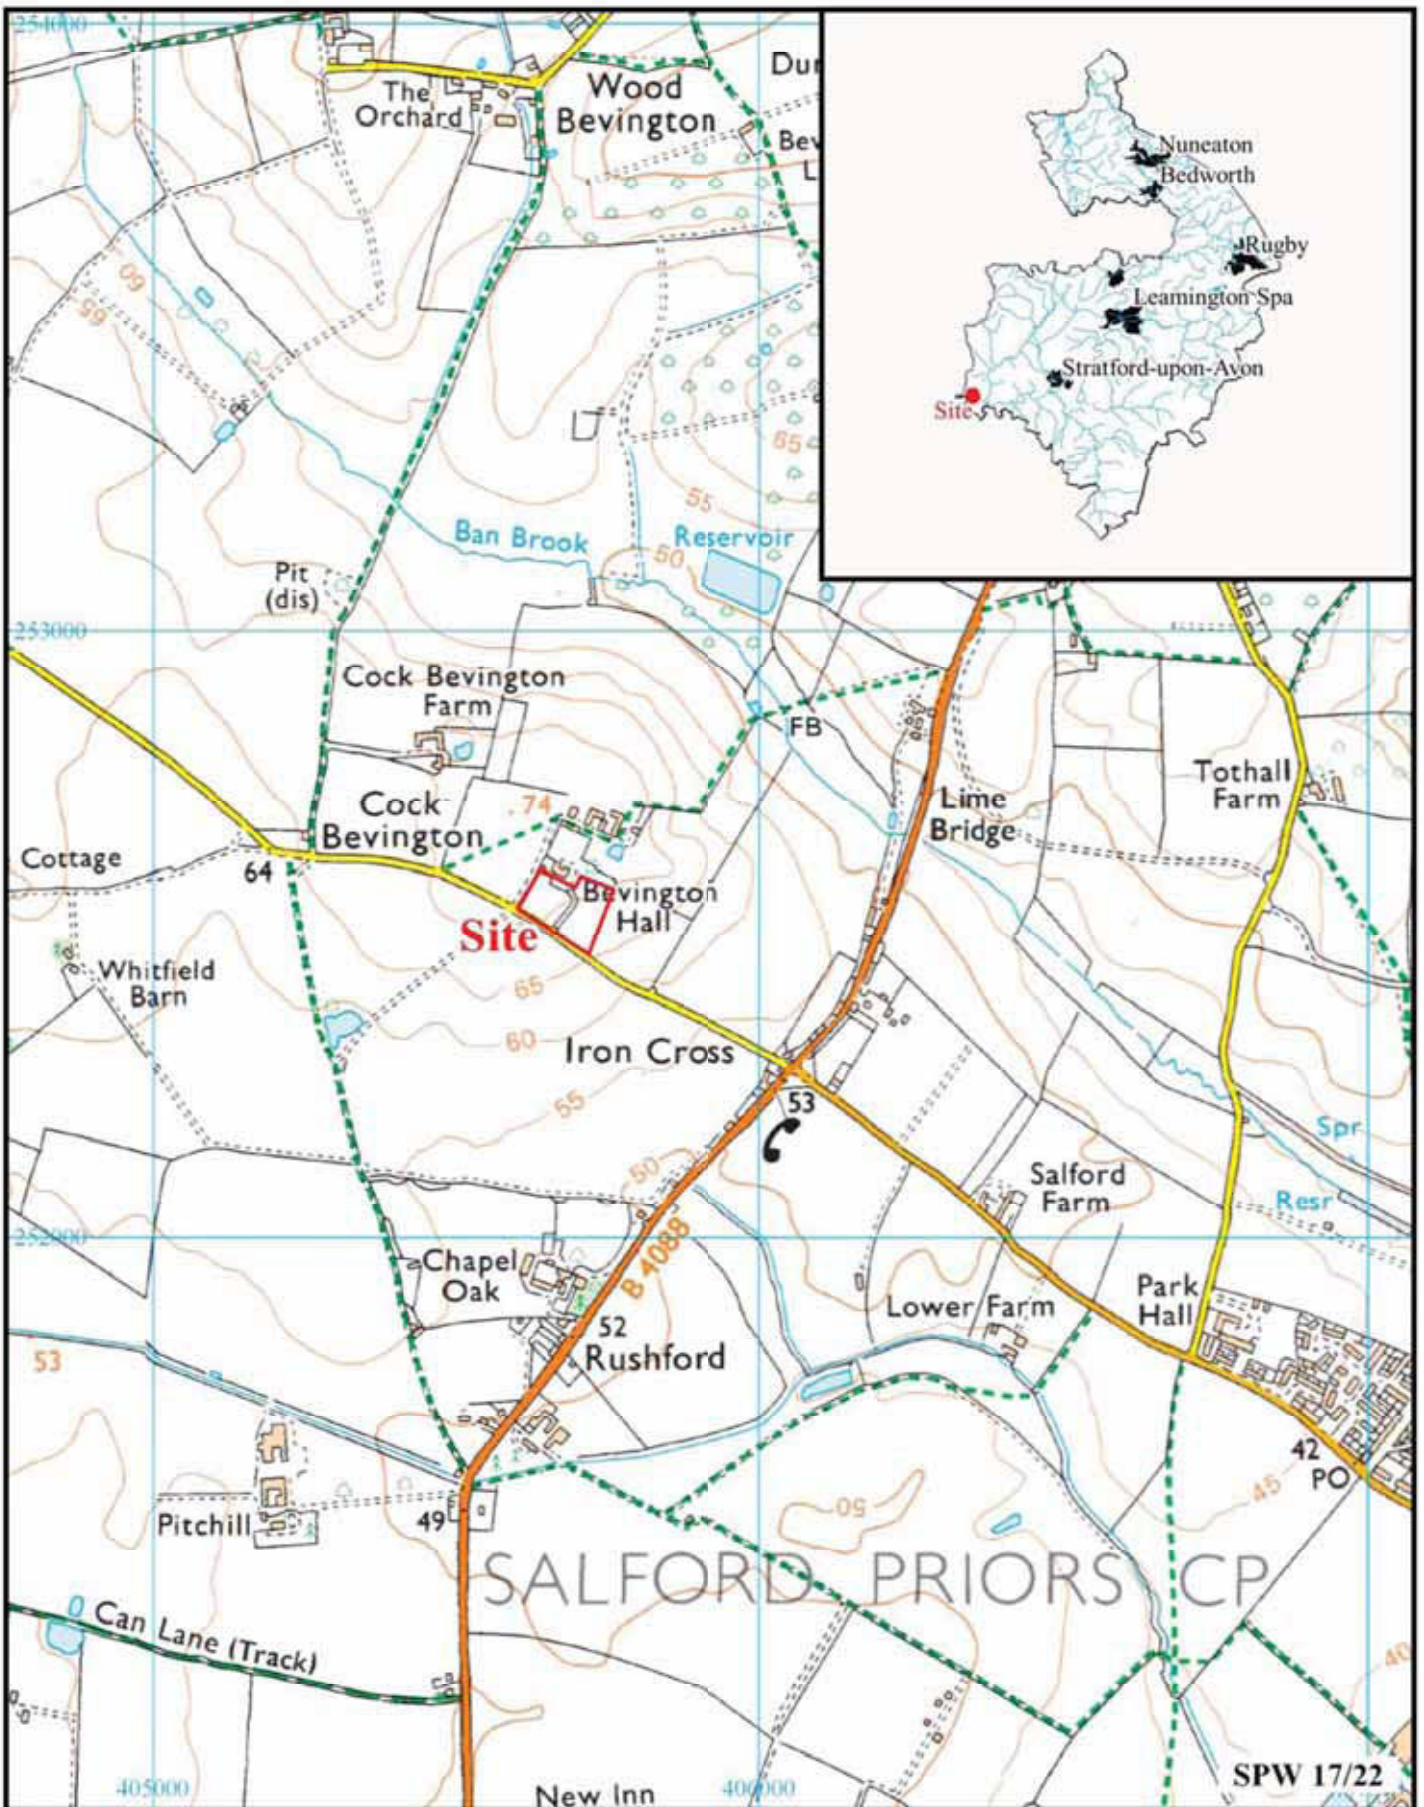 254000
The
Orchard
Wood
Bevington
Dur
Bev
L
Nuneaton
Bedworth
Rugby
Leamington Spa
Stratford-upon-Avon
Site
60
65
65
55
Ban Brook
Reservoir
50
Pit
(dis)
253000
Cock Bevington
Farm
FB
Tothall
Farm
Cock
Bevington
.74
Lime
Bridge
Cottage
64
Bevington
Hall
Site
Whitfield
Barn
65
60
Iron Cross
55
53
Spr
50
Salford
Farm
Resr
252000
B 4088
Chapel
Oak
Park
Hall
Lower Farm
52
Rushford
53
42
PO
45
50
Pitchill
49
SALFORD PRIORS CP
Can Lane (Track)
40
405000
New Inn
SPW 17/22